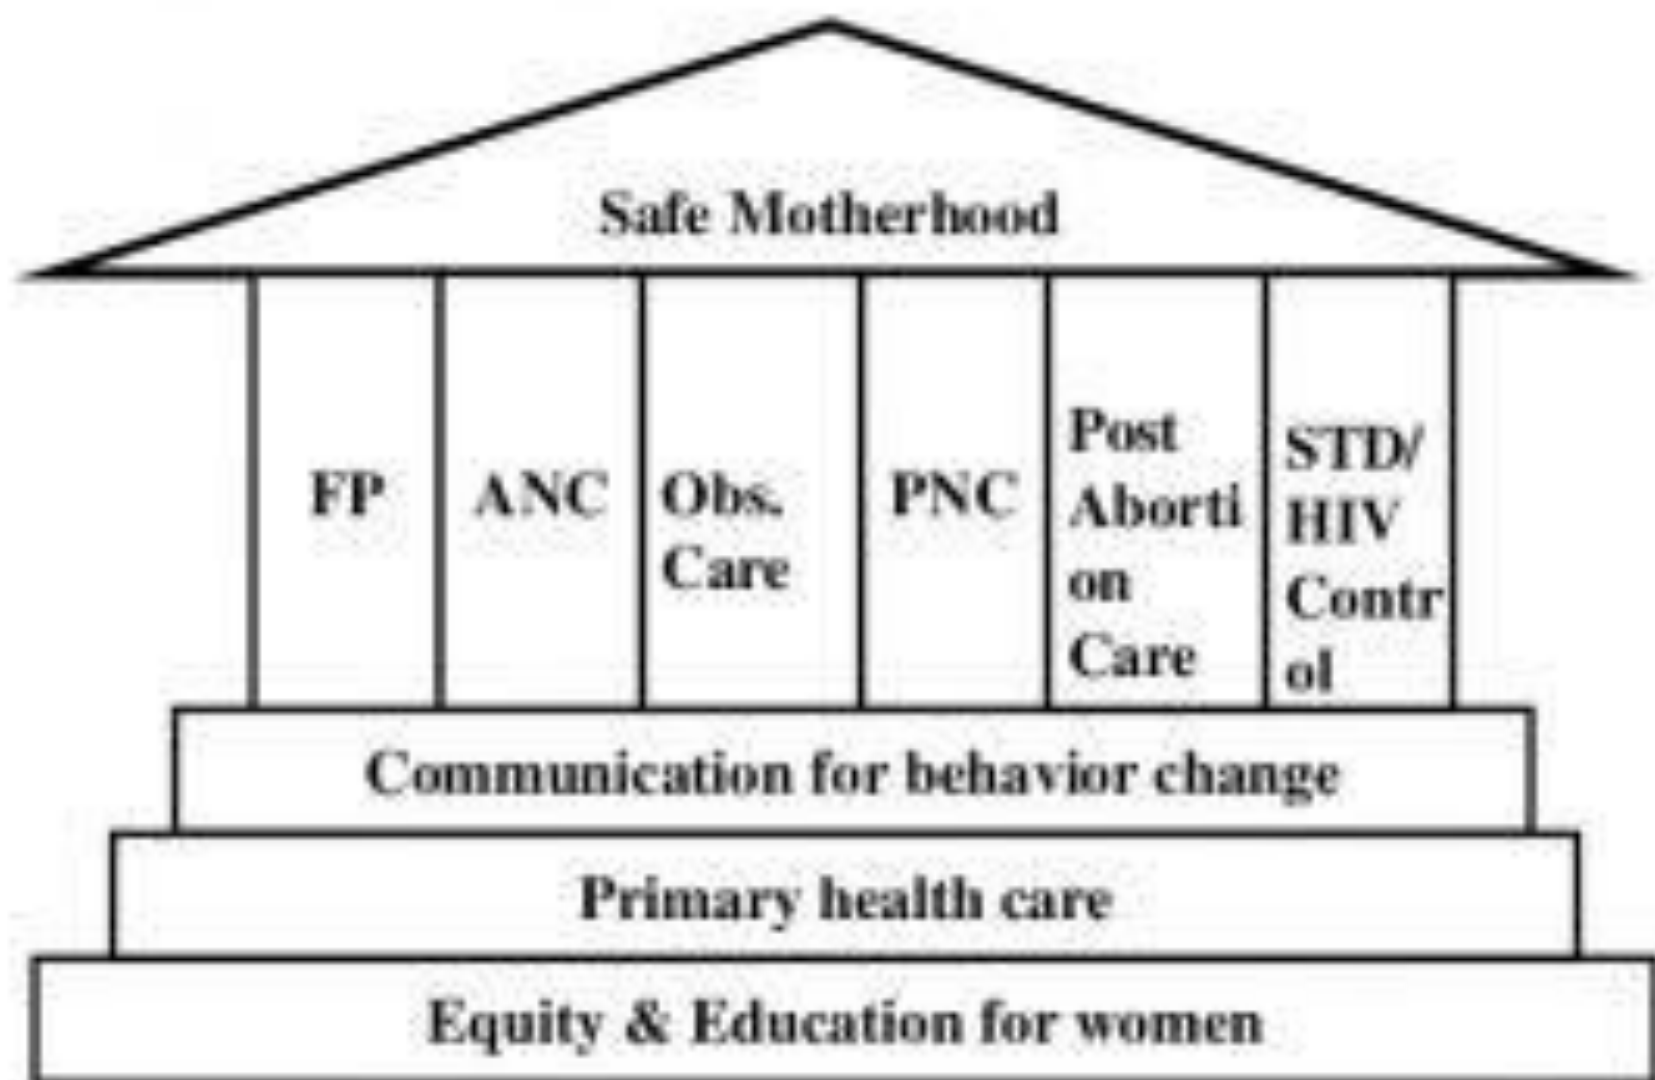 Safe Motherhood
FP
ANC
Obs.
Care
PNC
Post
Aborti
on
Care
STD/
HIV
Contr
ol
Communication for behavior change
Primary health care
Equity & Education for women